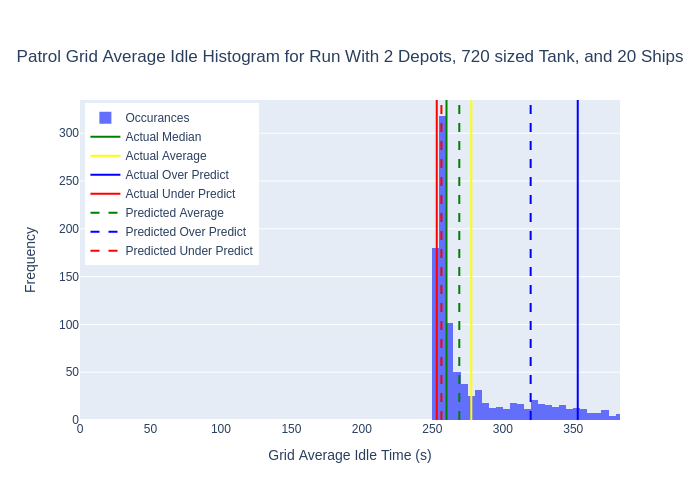 Patrol Grid Average Idle Histogram for Run With 2 Depots, 720 sized Tank, and 20 Ships
Occurances
Actual Median
Actual Average
Actual Over Predict
Actual Under Predict
Predicted Average
Predicted Over Predict
Predicted Under Predict
300
250
200
150
100
50
0
Frequency
0 50 100 150 200 250 300 350
Grid Average Idle Time (s)